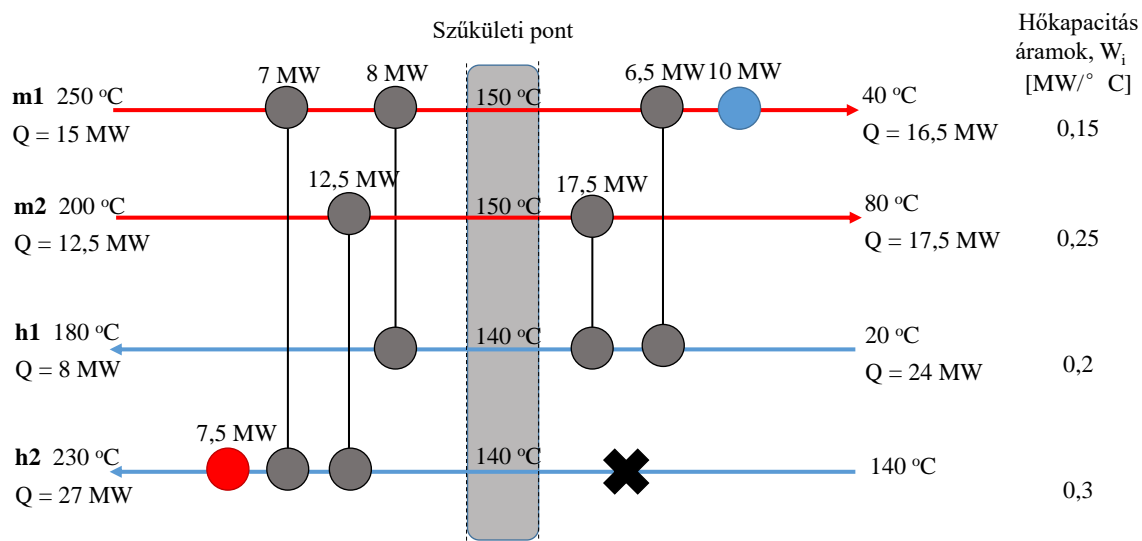 Szűkületi pont
Hőkapacitás
áramok, Wᵢ
[MW/° C]
7 MW
8 MW
6,5 MW
10 MW
m1 250 °C
150 °C
40 °C
Q = 15 MW
Q = 16,5 MW
0,15
12,5 MW
17,5 MW
m2 200 °C
150 °C
80 °C
Q = 12,5 MW
Q = 17,5 MW
0,25
h1 180 °C
140 °C
20 °C
Q = 8 MW
Q = 24 MW
0,2
7,5 MW
h2 230 °C
140 °C
140 °C
Q = 27 MW
0,3